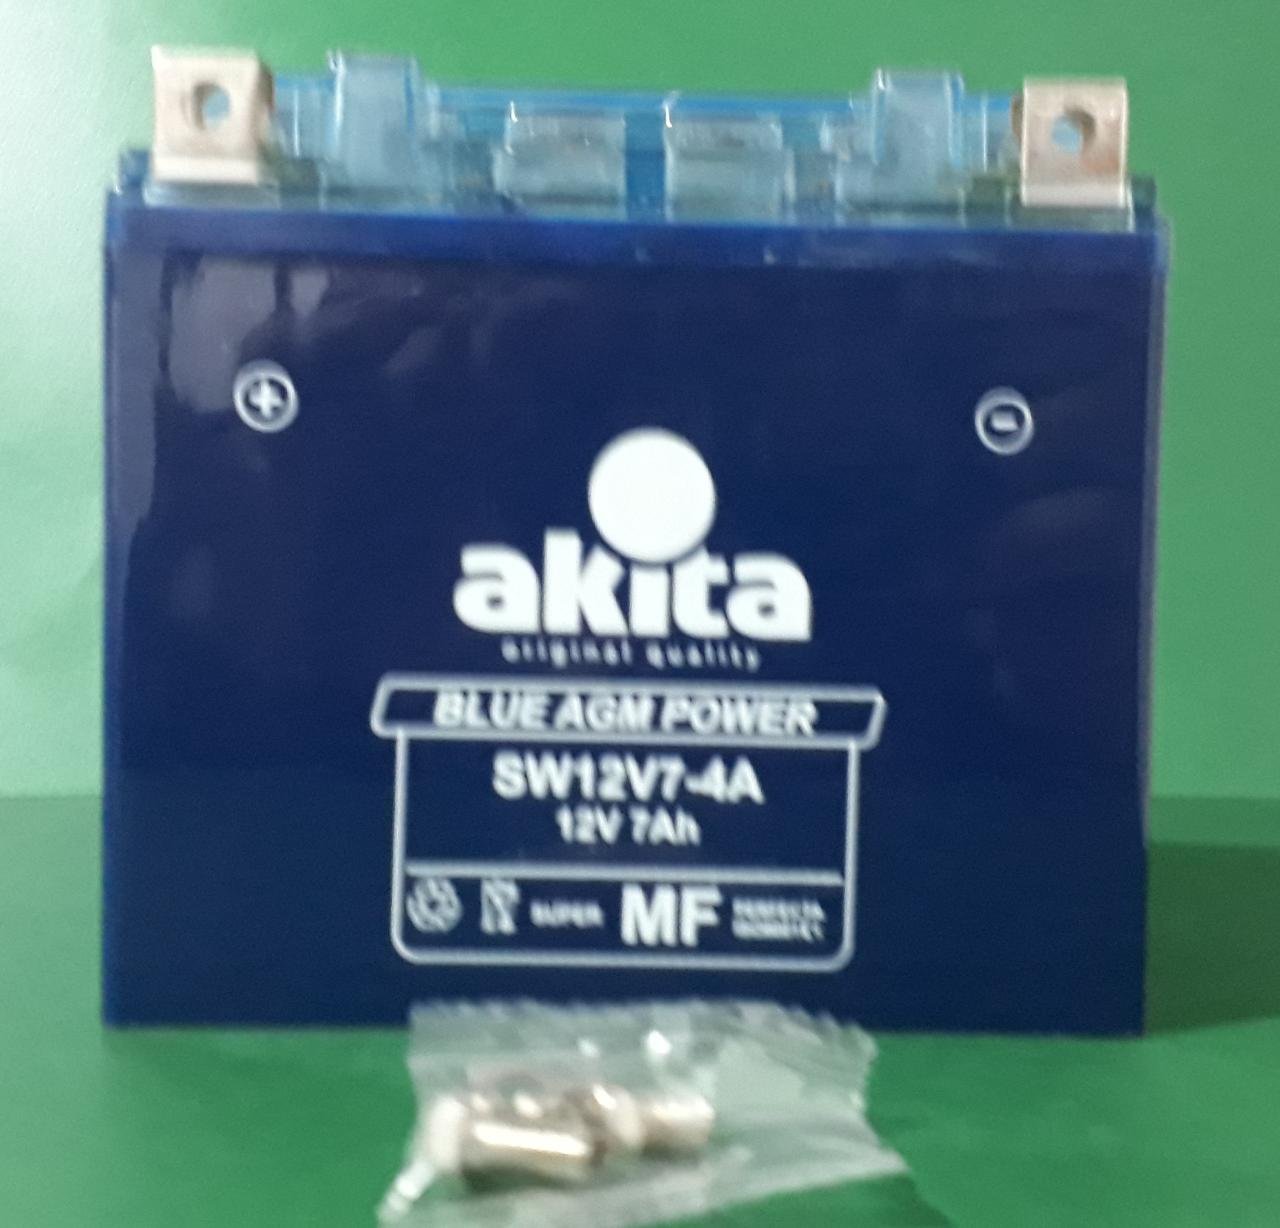 +
-
akita
original quality
BLUE AGM POWER
SW12V7-4A
12V 7Ah
SUPER MF